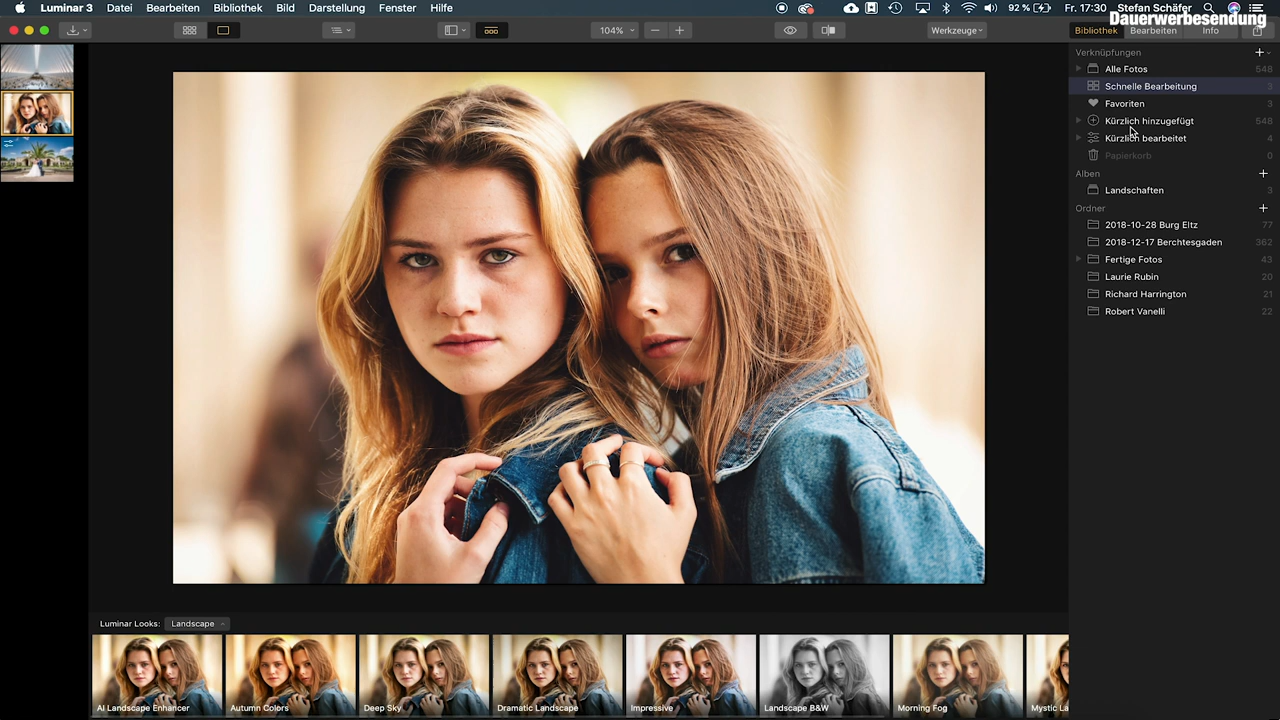 Luminar 3 Datei Bearbeiten Bibliothek Bild Darstellung Fenster Hilfe 92 % Fr. 17:30 Stefan Schäfer
Dauerwerbesendung
104% Werkzeuge Bibliothek Bearbeiten Info
Verknüpfungen
Alle Fotos 548
Schnelle Bearbeitung 3
Favoriten 3
Kürzlich hinzugefügt 548
Kürzlich bearbeitet 4
Papierkorb 0
Alben
Landschaften 3
Ordner
2018-10-28 Burg Eltz 77
2018-12-17 Berchtesgaden 362
Fertige Fotos 43
Laurie Rubin 20
Richard Harrington 21
Robert Vanelli 22
Luminar Looks: Landscape
AI Landscape Enhancer Autumn Colors Deep Sky Dramatic Landscape Impressive Landscape B&W Morning Fog Mystic La